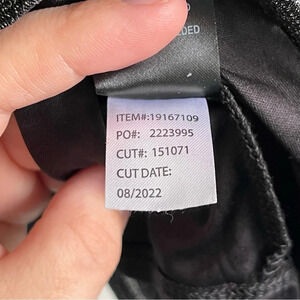 ITEM#:19167109
PO#: 2223995
CUT#: 151071
CUT DATE:
08/2022